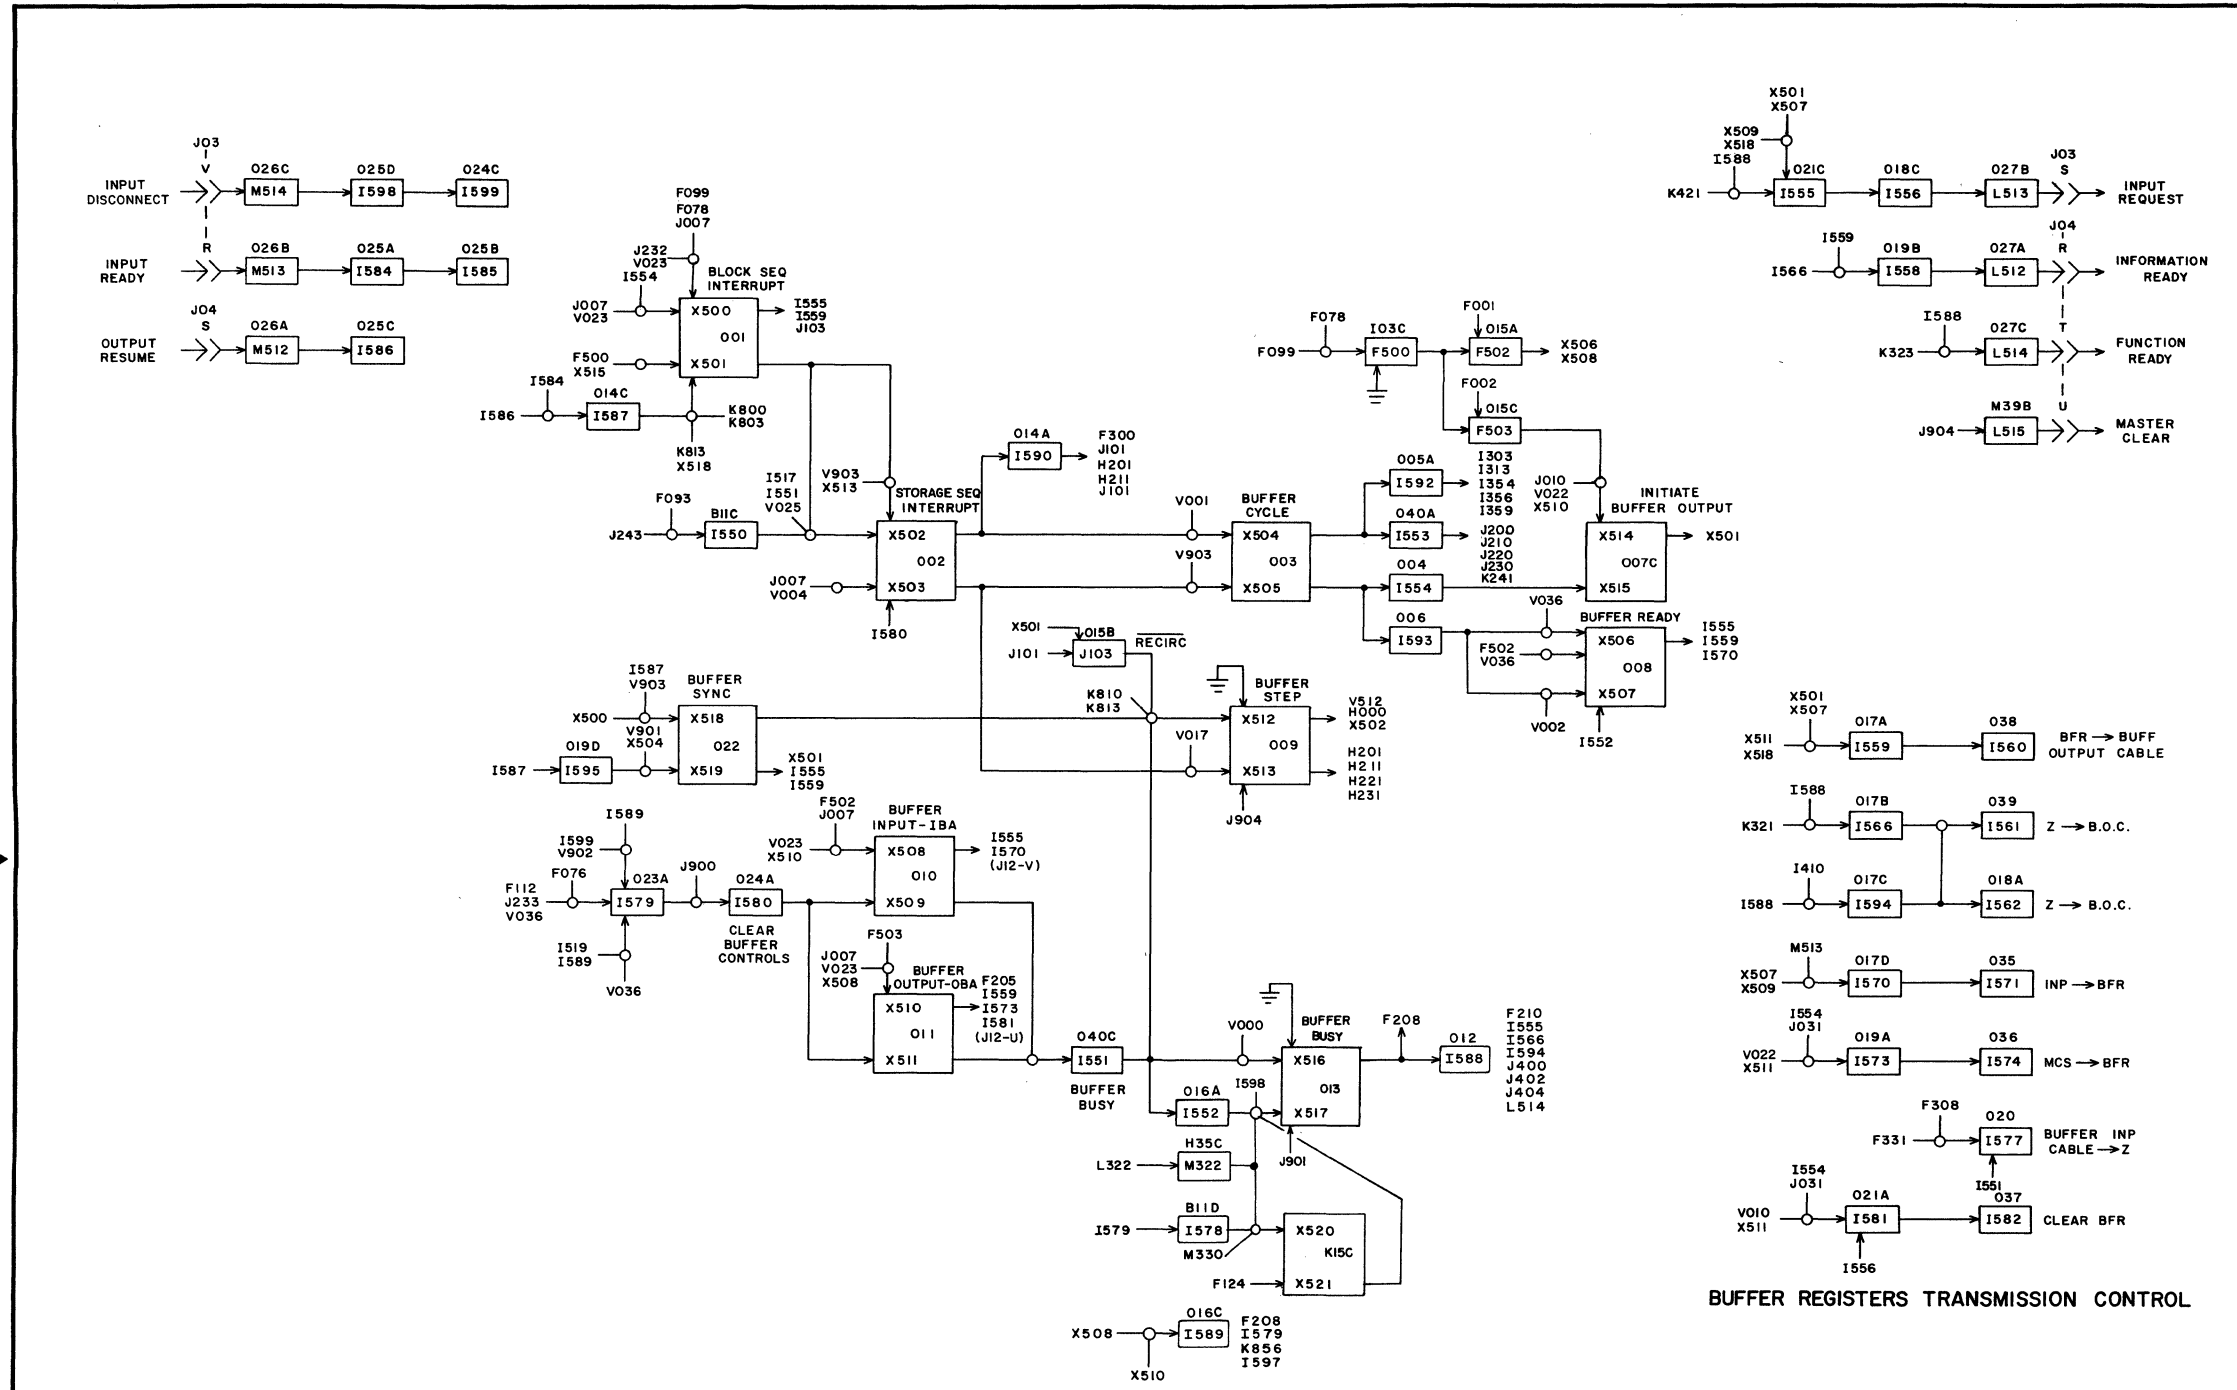 J03
V
026C
025D
024C
INPUT
DISCONNECT
M514
I598
I599
R
026B
025A
025B
INPUT
READY
M513
I584
I585
J04
S
026A
025C
OUTPUT
RESUME
M512
I586
F099
F078
J007
J232
V023
I554
BLOCK SEQ
INTERRUPT
J007
V023
X500
001
X501
I555
I559
J103
F500
X515
I584
014C
I586
I587
K800
K803
K813
X518
I517
I551
V025
V903
X513
F093
B11C
J243
I550
STORAGE SEQ
INTERRUPT
X502
002
X503
J007
V004
I580
014A
I590
F300
J101
H201
H211
J101
V001
V903
BUFFER
CYCLE
X504
003
X505
F078
F099
I03C
F500
F001
015A
F502
X506
X508
F002
015C
F503
005A
I592
I303
I313
I354
I356
I359
040A
I553
J200
J210
J220
J230
K241
004
I554
006
I593
J010
V022
X510
INITIATE
BUFFER OUTPUT
X514
007C
X515
X501
V036
F502
V036
V002
BUFFER READY
X506
008
X507
I552
I555
I559
I570
X501
J101
015B
J103
RECIRC
K810
K813
V017
BUFFER
STEP
X512
009
X513
J904
V512
H000
X502
H201
H211
H221
H231
I587
V903
BUFFER
SYNC
X500
V901
X504
X518
022
X519
019D
I587
I595
X501
I555
I559
I589
I599
V902
F076
F112
J233
V036
023A
I579
J900
024A
I580
CLEAR
BUFFER
CONTROLS
I519
I589
V036
F502
J007
V023
X510
BUFFER
INPUT-IBA
X508
010
X509
I555
I570
(J12-V)
F503
J007
V023
X508
BUFFER
OUTPUT-OBA
X510
011
X511
F205
I559
I573
I581
(J12-U)
040C
I551
BUFFER
BUSY
V000
BUFFER
BUSY
X516
013
X517
J901
F208
012
I588
F210
I555
I566
I594
J400
J402
J404
L514
I598
016A
I552
H35C
L322
M322
B11D
I579
I578
M330
X520
K15C
X521
F124
016C
X508
I589
X510
F208
I579
K856
I597
X501
X507
X509
X518
I588
K421
021C
I555
018C
I556
027B
L513
J03
S
INPUT
REQUEST
I559
I566
019B
I558
027A
L512
J04
R
INFORMATION
READY
I588
K323
027C
L514
T
FUNCTION
READY
J904
M39B
L515
U
MASTER
CLEAR
X501
X507
X511
X518
017A
I559
038
I560
BFR → BUFF
OUTPUT CABLE
I588
K321
017B
I566
039
I561
Z → B.O.C.
I410
I588
017C
I594
018A
I562
Z → B.O.C.
M513
X507
X509
017D
I570
035
I571
INP → BFR
I554
J031
V022
X511
019A
I573
036
I574
MCS → BFR
F308
F331
020
I577
I551
BUFFER INP
CABLE → Z
I554
J031
V010
X511
021A
I581
I556
037
I582
CLEAR BFR
BUFFER REGISTERS TRANSMISSION CONTROL